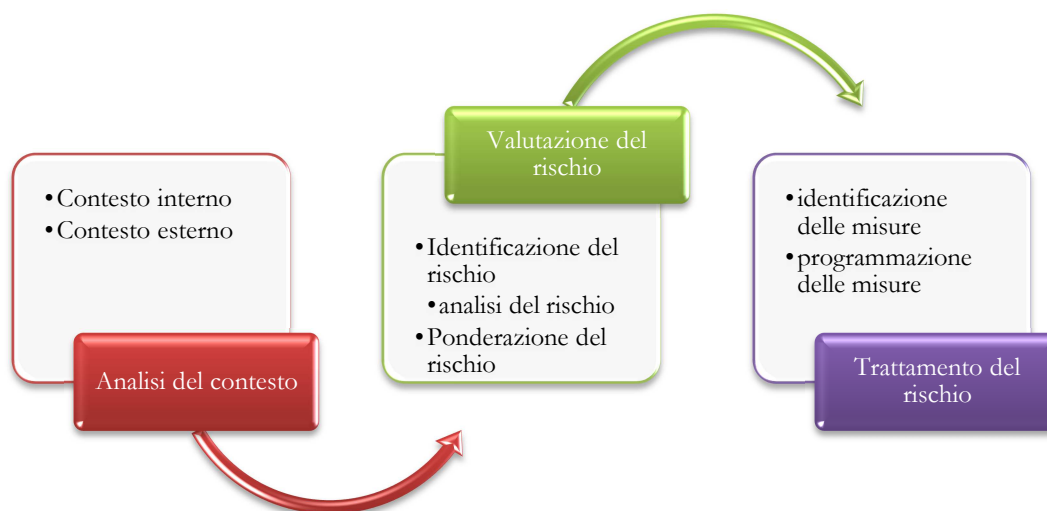 •Contesto interno
•Contesto esterno
Analisi del contesto
Valutazione del
rischio
•Identificazione del
rischio
•analisi del rischio
•Ponderazione del
rischio
•identificazione
delle misure
•programmazione
delle misure
Trattamento del
rischio